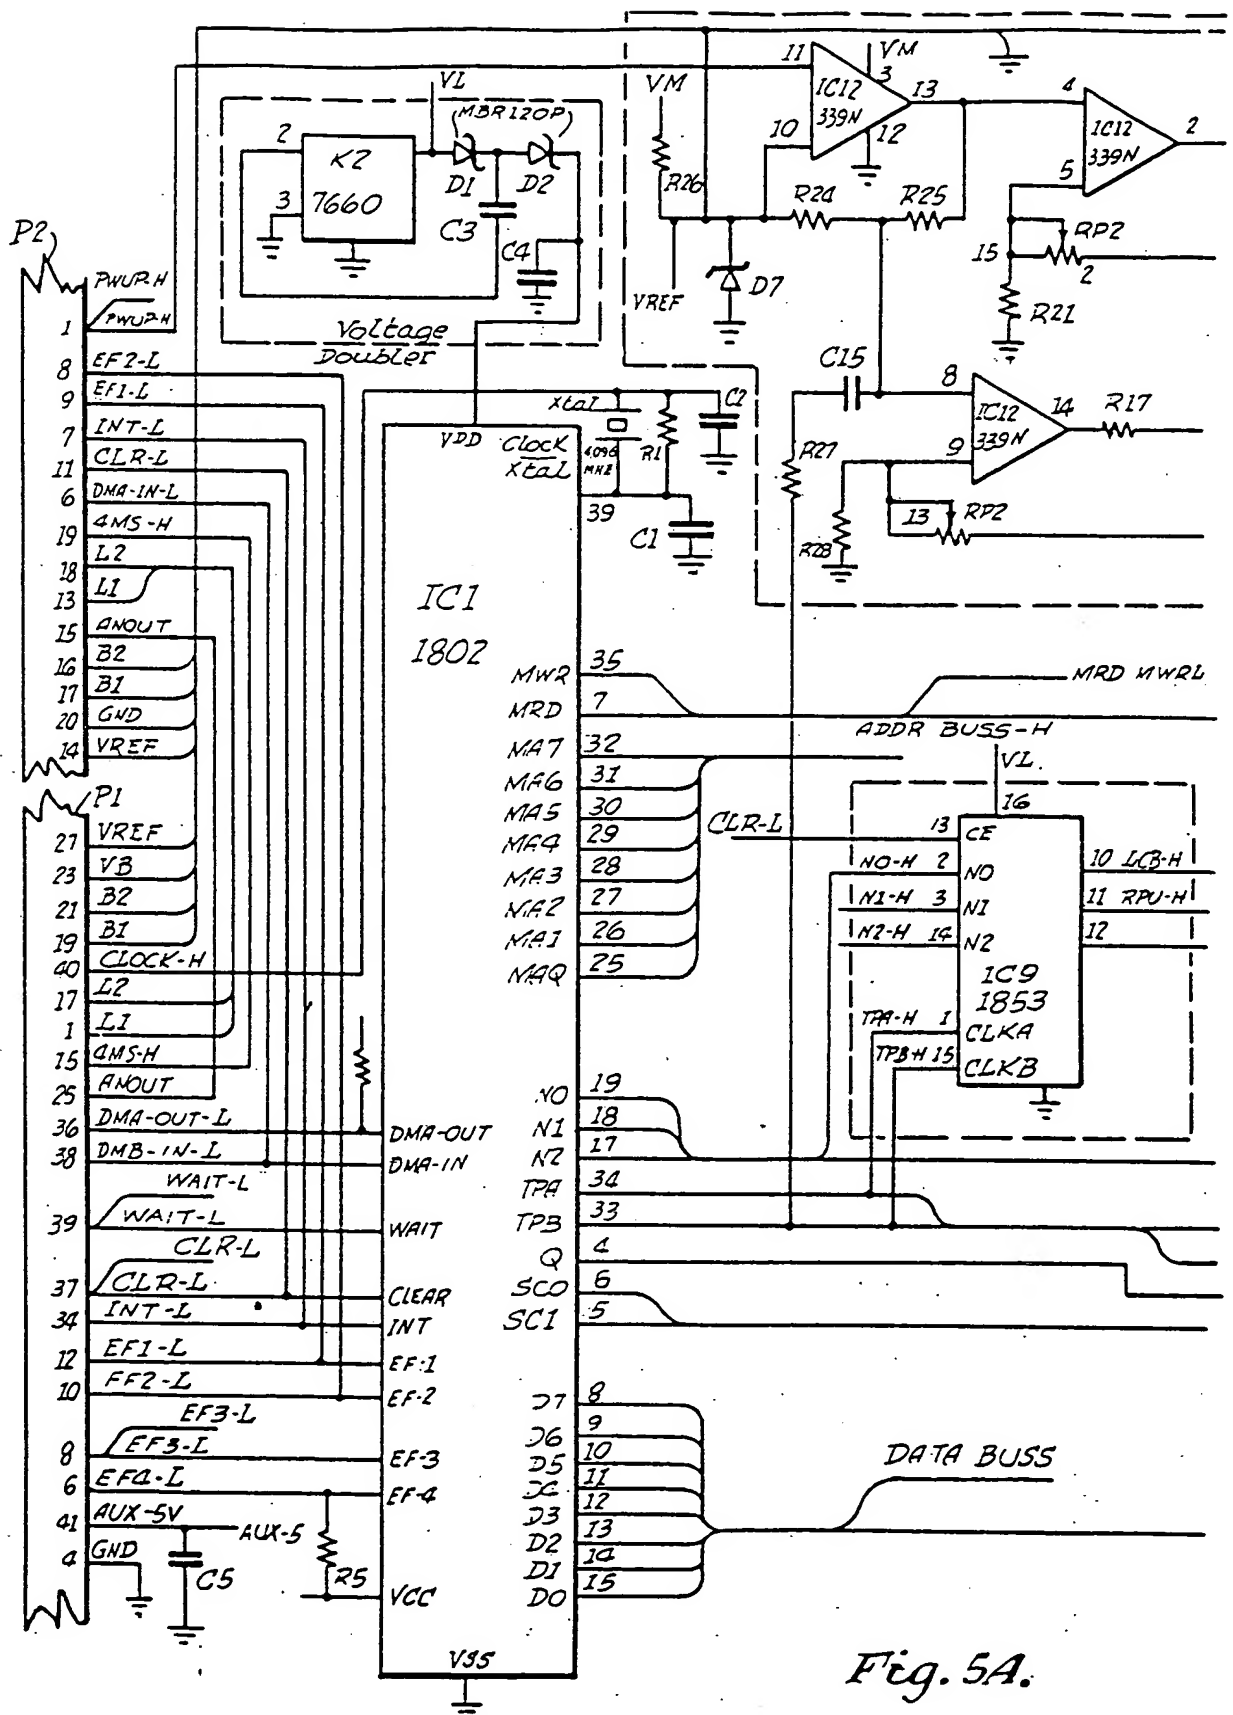 P2
PWUP-H
1 PWUP-H
8 EF2-L
9 EF1-L
7 INT-L
11 CLR-L
6 DMA-IN-L
19 4MS-H
18 L2
13 L1
15 ANOUT
16 B2
17 B1
20 GND
14 VREF
P1
27 VREF
23 VB
21 B2
19 B1
40 CLOCK-H
17 L2
1 L1
15 4MS-H
25 ANOUT
36 DMA-OUT-L
38 DMB-IN-L
WAIT-L
39 WAIT-L
CLR-L
37 CLR-L
34 INT-L
12 EF1-L
10 FF2-L
EF3-L
8 EF3-L
6 EF4-L
41 AUX-5V
AUX-5
4 GND
C5
R5
VL
MBR120P
2
K2
7660
3
D1
D2
C3
C4
Voltage
Doubler
VDD
CLOCK
Xtal
Xtal
4.096
MHZ
R1
C2
39
C1
IC1
1802
DMA-OUT
DMA-IN
WAIT
CLEAR
INT
EF:1
EF-2
EF-3
EF-4
VCC
VSS
MWR 35
MRD 7
MA7 32
MA6 31
MA5 30
MA4 29
MA3 28
MA2 27
MA1 26
MAQ 25
NO 19
N1 18
N2 17
TPA 34
TPB 33
Q 4
SCO 6
SC1 5
D7 8
D6 9
D5 10
D4 11
D3 12
D2 13
D1 14
DO 15
VM
R26
VREF
D7
11
10
IC12
339N
VM
3
12
13
R24
R25
4
5
IC12
339N
2
RP2
15
2
R21
C15
8
9
IC12
339N
14
R17
R27
R28
13
RP2
MRD MWRL
ADDR BUSS-H
VL
16
CLR-L
13 CE
NO-H 2 NO
N1-H 3 N1
N2-H 14 N2
IC9
1853
TPA-H 1 CLKA
TPB-H 15 CLKB
10 LCB-H
11 RPU-H
12
DATA BUSS
Fig. 5A.